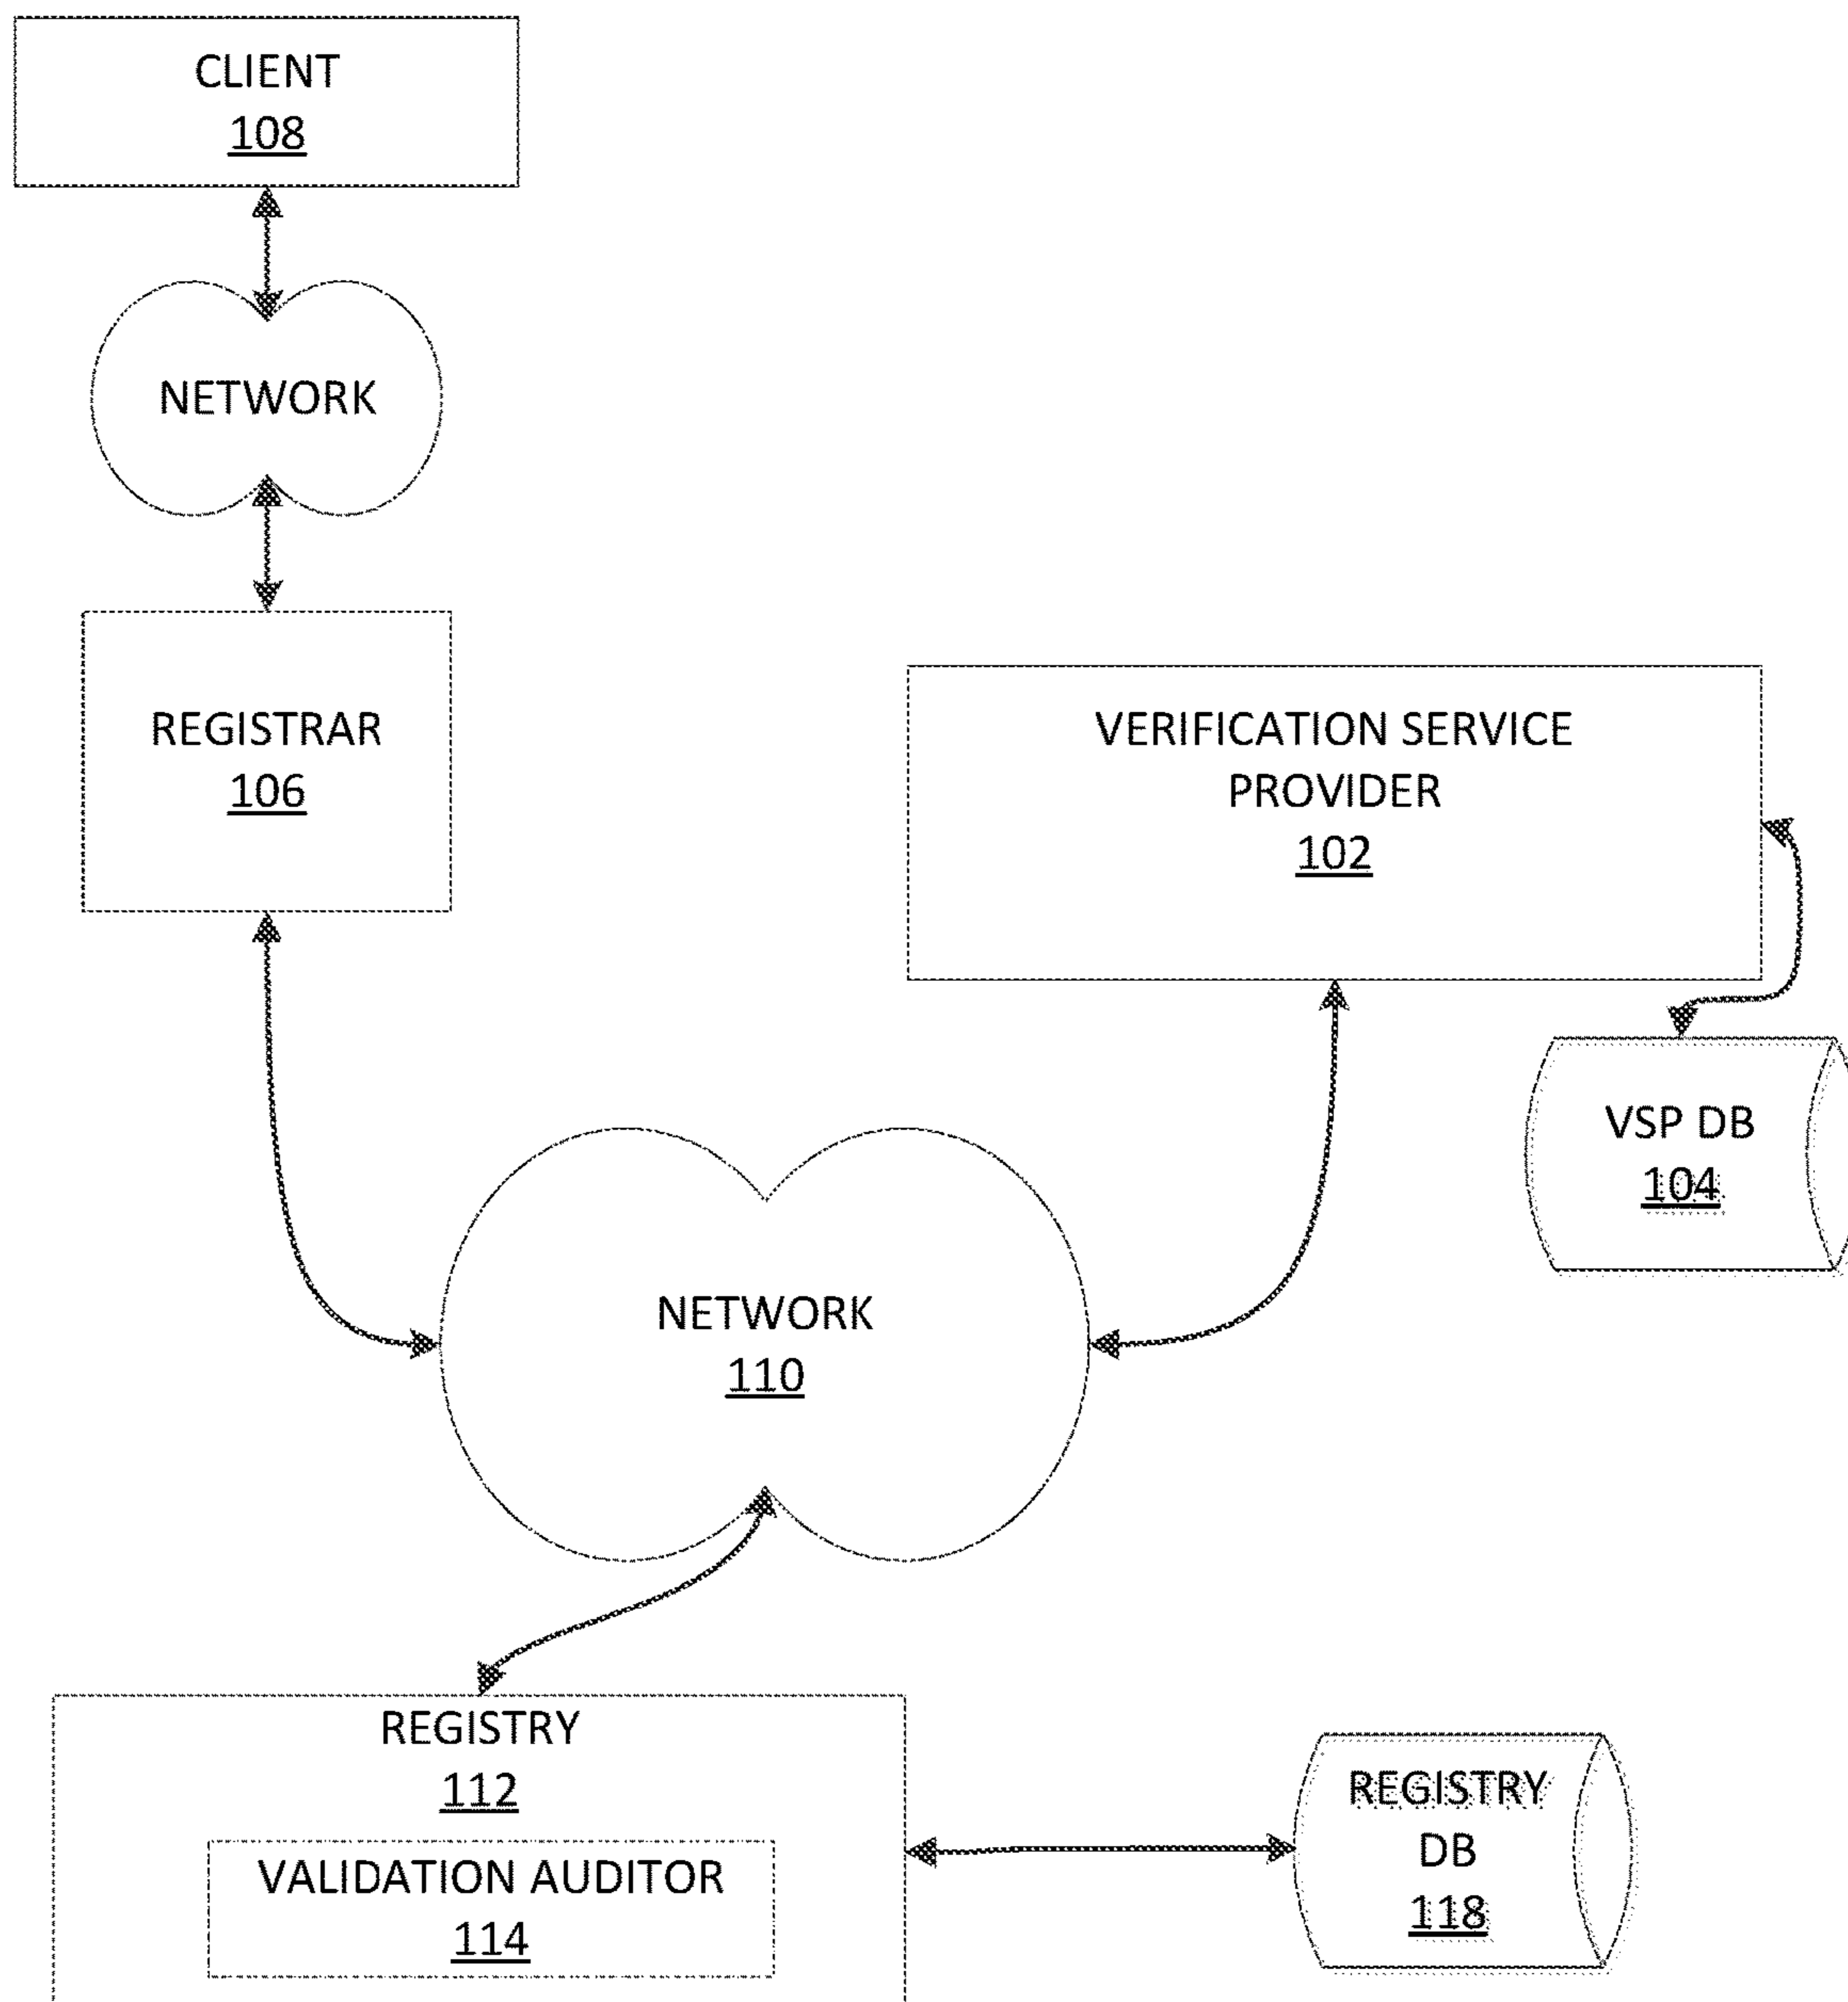 CLIENT
108
NETWORK
REGISTRAR
106
VERIFICATION SERVICE
PROVIDER
102
VSP DB
104
NETWORK
110
REGISTRY
112
VALIDATION AUDITOR
114
REGISTRY
DB
118